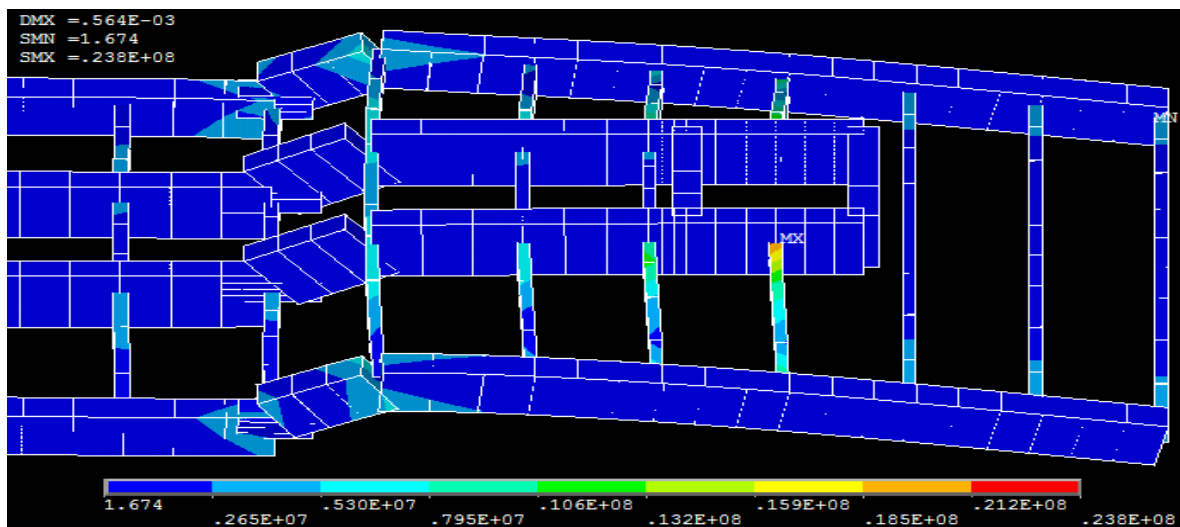 DMX =.564E-03
SMN =1.674
SMX =.238E+08
MN
MX
1.674 .530E+07 .106E+08 .159E+08 .212E+08
.265E+07 .795E+07 .132E+08 .185E+08 .238E+08